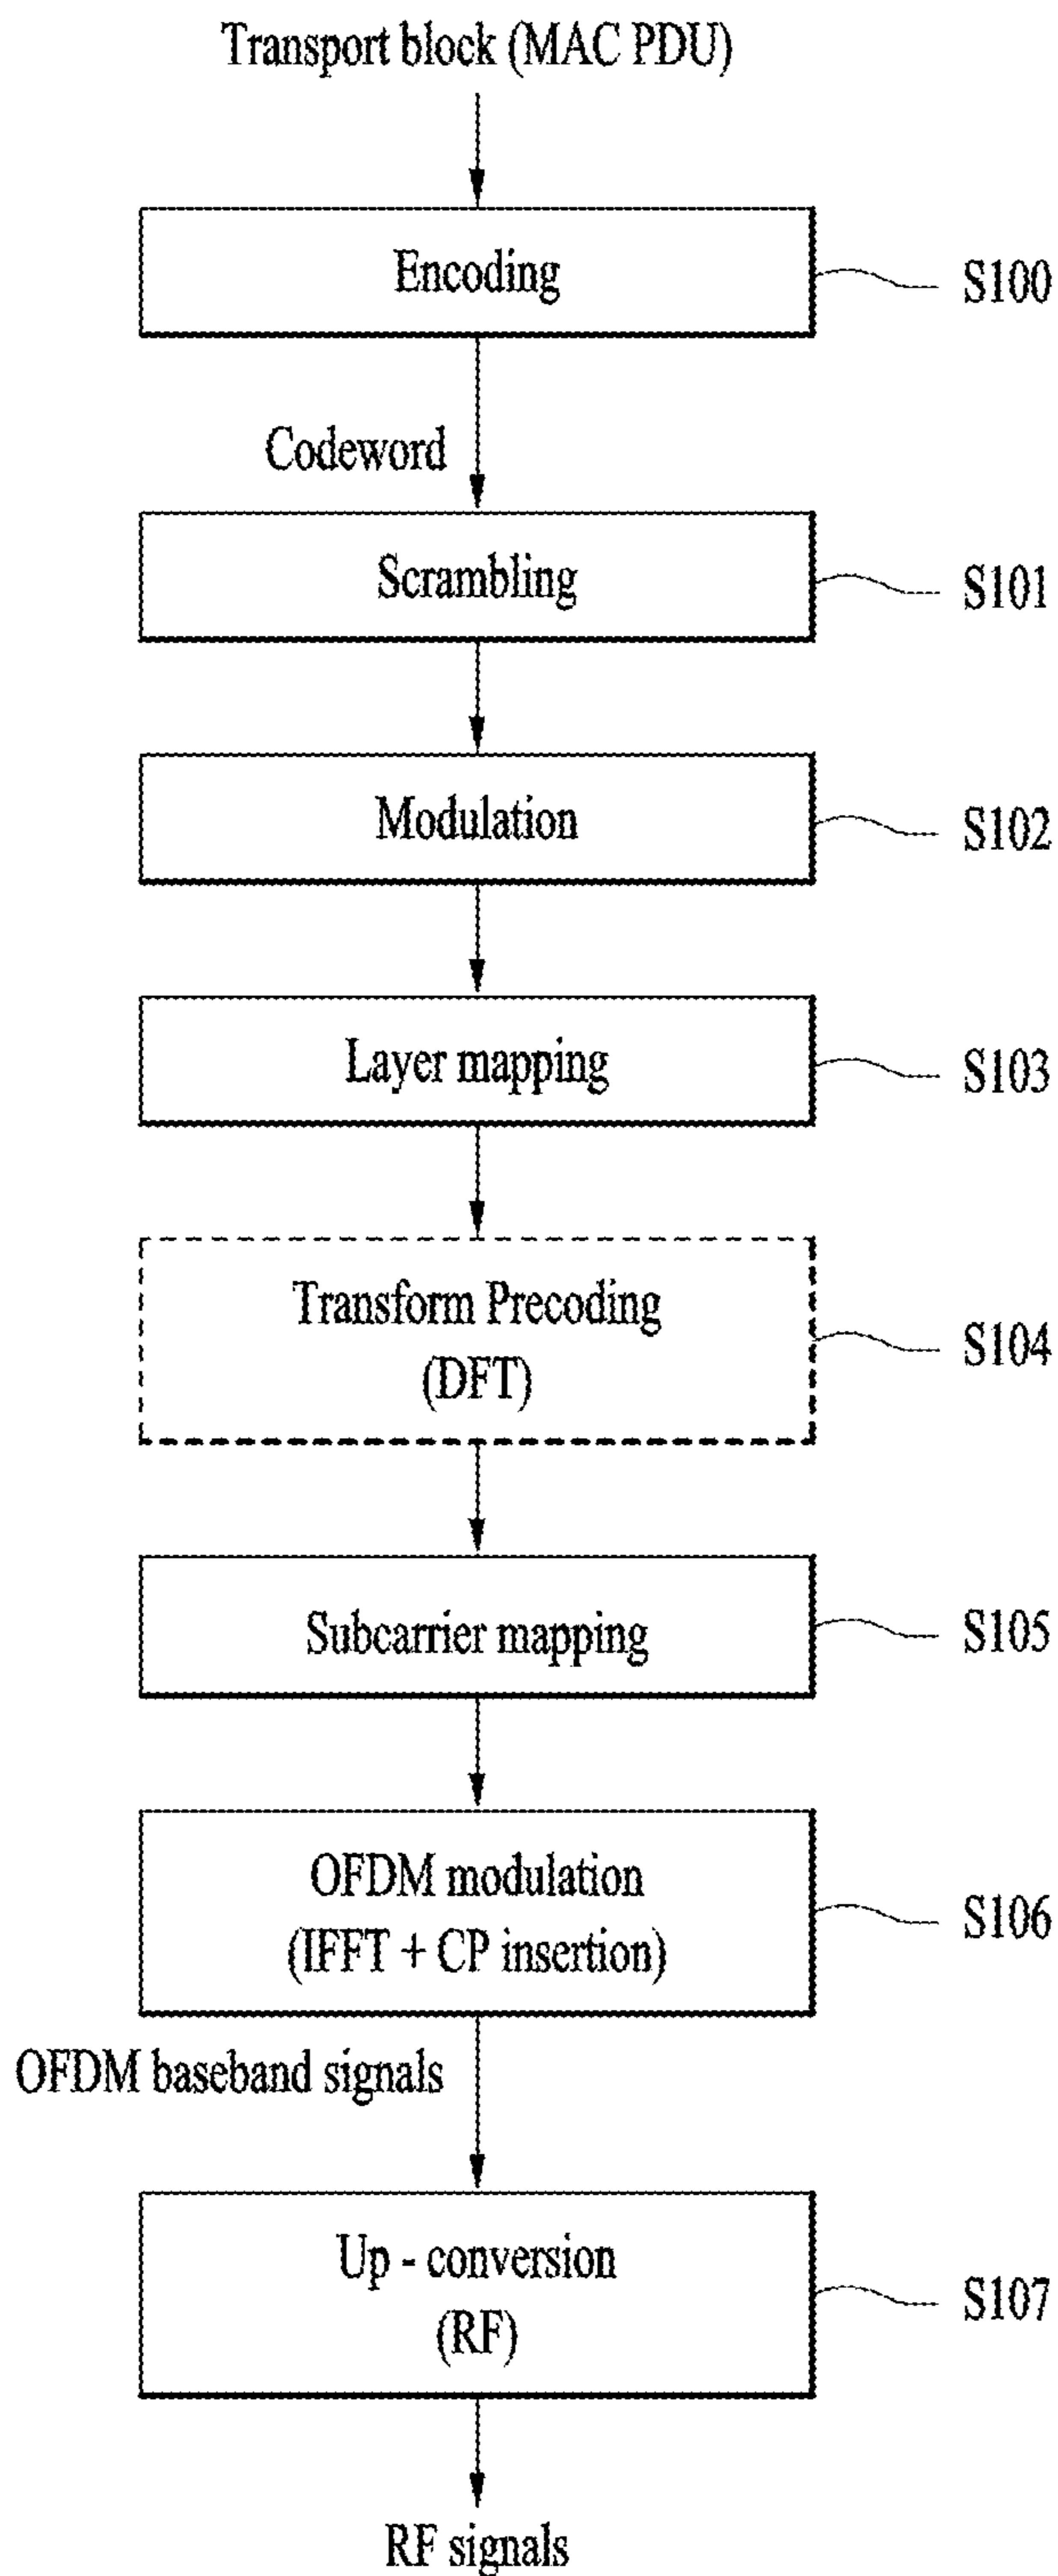 Transport block (MAC PDU)
Encoding
S100
Codeword
Scrambling
S101
Modulation
S102
Layer mapping
S103
Transform Precoding
(DFT)
S104
Subcarrier mapping
S105
OFDM modulation
(IFFT + CP insertion)
S106
OFDM baseband signals
Up - conversion
(RF)
S107
RF signals